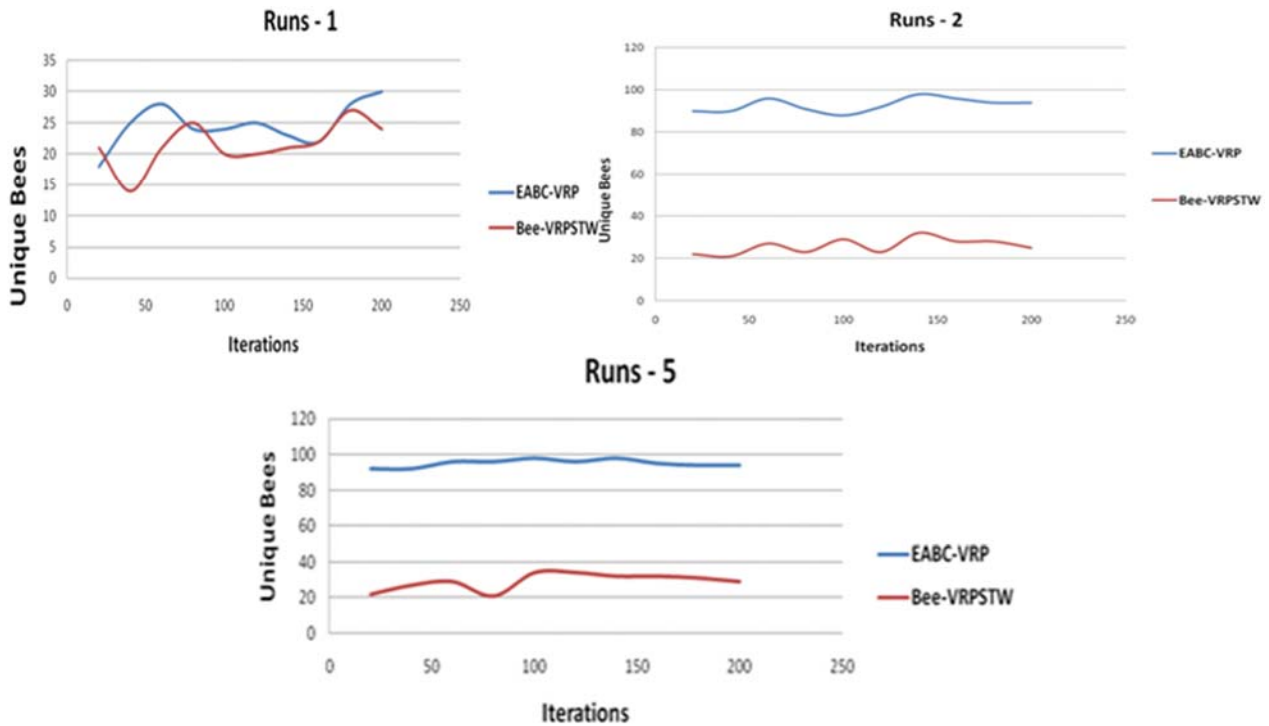 Runs - 1
Unique Bees
35
30
25
20
15
10
5
0
0 50 100 150 200 250
Iterations
EABC-VRP
Bee-VRPSTW
Runs - 2
Unique Bees
120
100
80
60
40
20
0
0 50 100 150 200 250
Iterations
EABC-VRP
Bee-VRPSTW
Runs - 5
Unique Bees
120
100
80
60
40
20
0
0 50 100 150 200 250
Iterations
EABC-VRP
Bee-VRPSTW